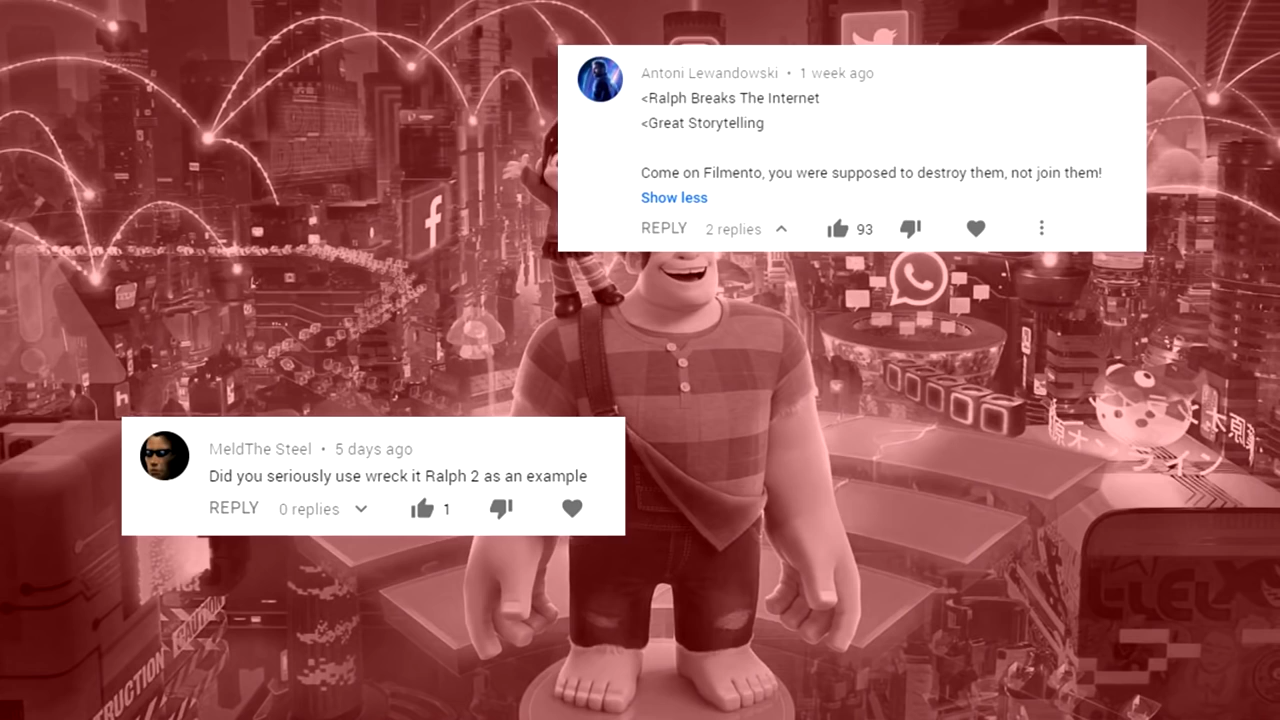 Antoni Lewandowski • 1 week ago
<Ralph Breaks The Internet
<Great Storytelling
Come on Filmento, you were supposed to destroy them, not join them!
Show less
REPLY 2 replies 93
MeldThe Steel • 5 days ago
Did you seriously use wreck it Ralph 2 as an example
REPLY 0 replies 1